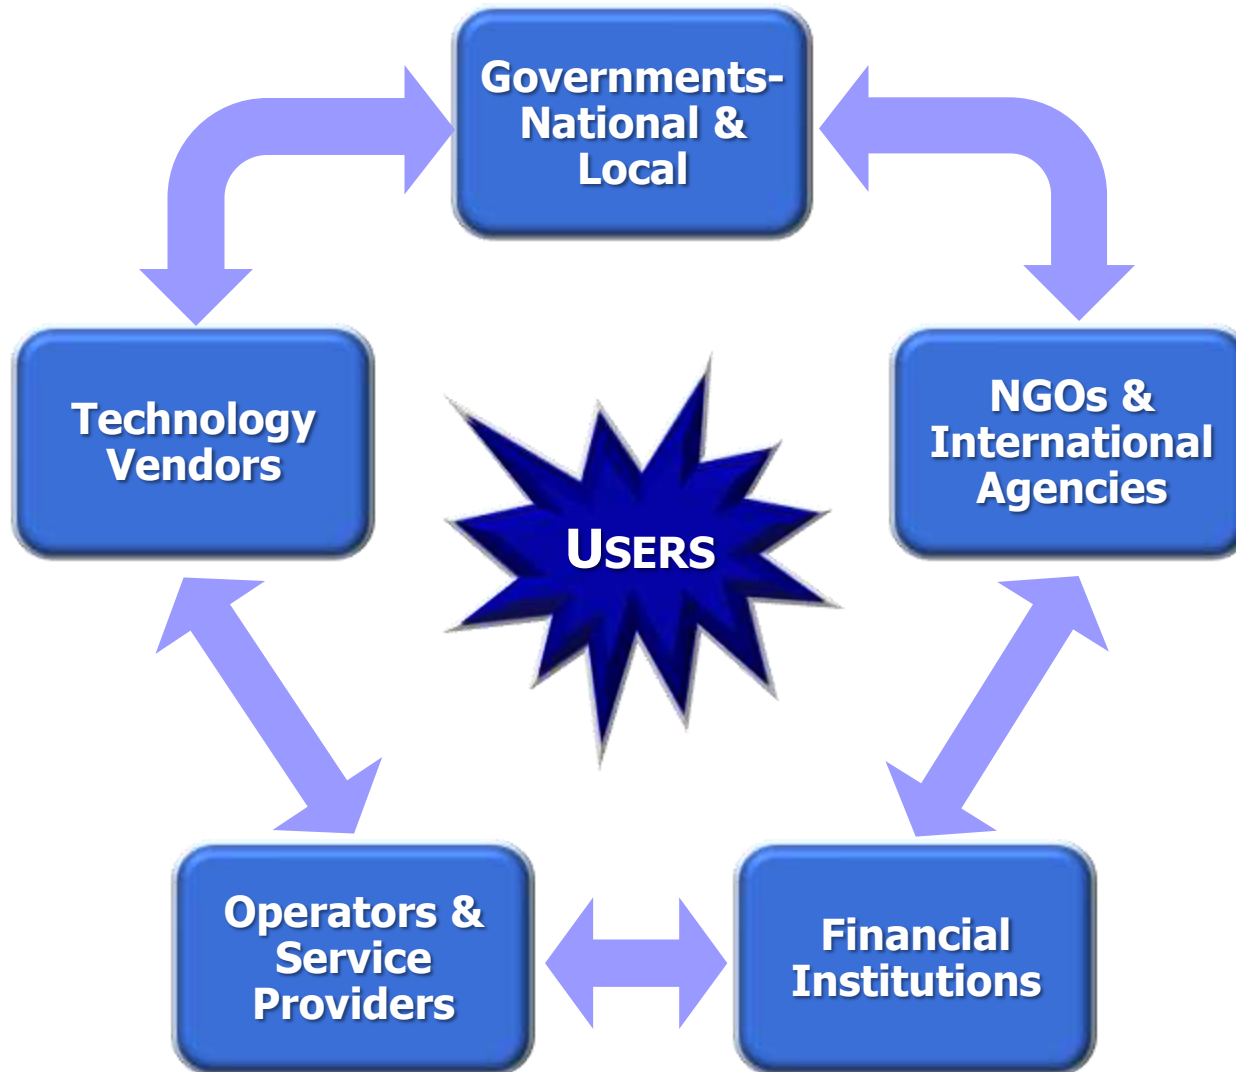 Governments-
National &
Local
Technology
Vendors
NGOs &
International
Agencies
USERS
Operators &
Service
Providers
Financial
Institutions